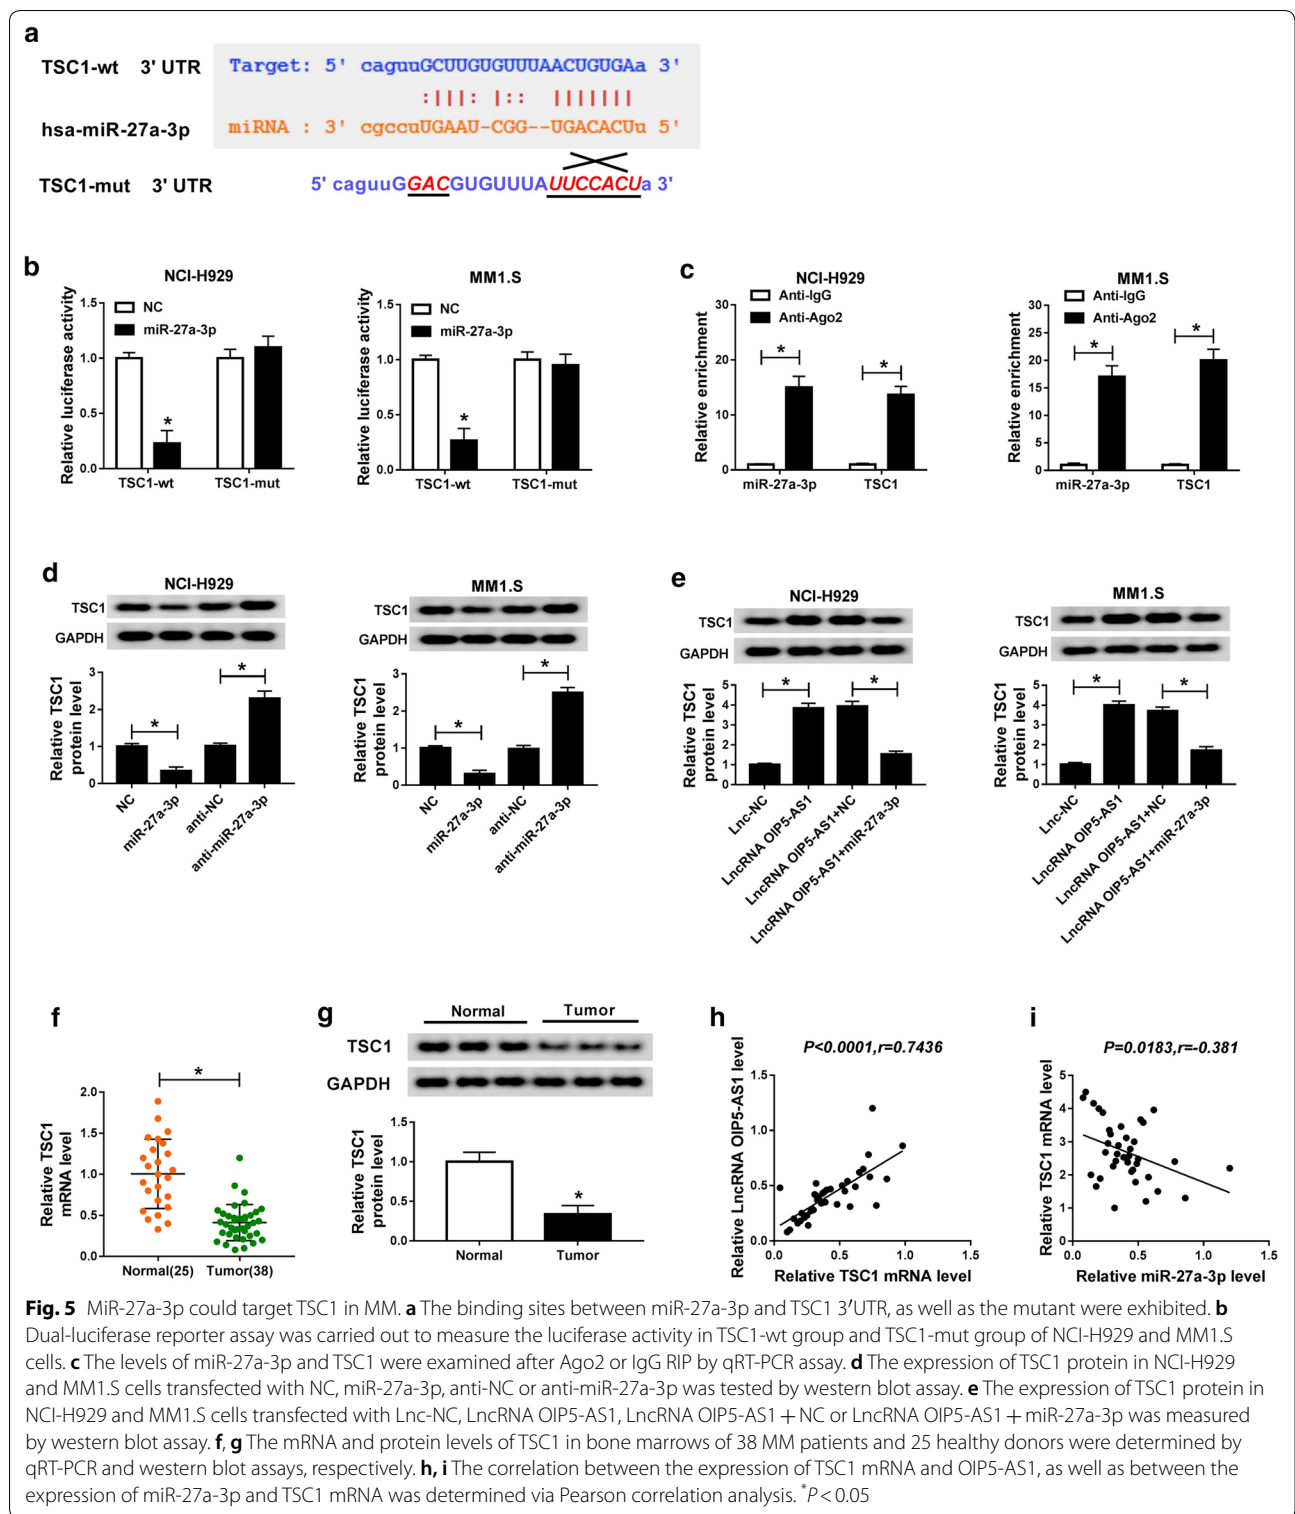 a
TSC1-wt 3' UTR Target: 5' caguuGCUUGUGUUUAACUGUGAa 3'
:|||: |:: |||||||
hsa-miR-27a-3p miRNA : 3' cgccuUGAAU-CGG--UGACACUu 5'
TSC1-mut 3' UTR 5' caguuGGACGUGUUUAUUCCACUa 3'
b
NCI-H929
NC
miR-27a-3p
Relative luciferase activity
1.5
1.0
0.5
0.0
*
TSC1-wt TSC1-mut
MM1.S
NC
miR-27a-3p
Relative luciferase activity
1.5
1.0
0.5
0.0
*
TSC1-wt TSC1-mut
c
NCI-H929
Anti-IgG
Anti-Ago2
Relative enrichment
30
20
10
0
* *
miR-27a-3p TSC1
MM1.S
Anti-IgG
Anti-Ago2
Relative enrichment
30
25
20
15
10
5
0
* *
miR-27a-3p TSC1
d
NCI-H929
TSC1
GAPDH
Relative TSC1
protein level
3
2
1
0
* *
NC
miR-27a-3p
anti-NC
anti-miR-27a-3p
MM1.S
TSC1
GAPDH
Relative TSC1
protein level
3
2
1
0
* *
NC
miR-27a-3p
anti-NC
anti-miR-27a-3p
e
NCI-H929
TSC1
GAPDH
Relative TSC1
protein level
5
4
3
2
1
0
* *
Lnc-NC
LncRNA OIP5-AS1
LncRNA OIP5-AS1+NC
LncRNA OIP5-AS1+miR-27a-3p
MM1.S
TSC1
GAPDH
Relative TSC1
protein level
5
4
3
2
1
0
* *
Lnc-NC
LncRNA OIP5-AS1
LncRNA OIP5-AS1+NC
LncRNA OIP5-AS1+miR-27a-3p
f
Relative TSC1
mRNA level
2.0
1.5
1.0
0.5
0.0
*
Normal(25) Tumor(38)
g
Normal Tumor
TSC1
GAPDH
Relative TSC1
protein level
1.5
1.0
0.5
0.0
*
Normal Tumor
h
P<0.0001,r=0.7436
Relative LncRNA OIP5-AS1 level
1.5
1.0
0.5
0.0
0.0 0.5 1.0 1.5
Relative TSC1 mRNA level
i
P=0.0183,r=-0.381
Relative TSC1 mRNA level
5
4
3
2
1
0
0.0 0.5 1.0 1.5
Relative miR-27a-3p level
Fig. 5 MiR-27a-3p could target TSC1 in MM. a The binding sites between miR-27a-3p and TSC1 3′UTR, as well as the mutant were exhibited. b
Dual-luciferase reporter assay was carried out to measure the luciferase activity in TSC1-wt group and TSC1-mut group of NCI-H929 and MM1.S
cells. c The levels of miR-27a-3p and TSC1 were examined after Ago2 or IgG RIP by qRT-PCR assay. d The expression of TSC1 protein in NCI-H929
and MM1.S cells transfected with NC, miR-27a-3p, anti-NC or anti-miR-27a-3p was tested by western blot assay. e The expression of TSC1 protein in
NCI-H929 and MM1.S cells transfected with Lnc-NC, LncRNA OIP5-AS1, LncRNA OIP5-AS1 + NC or LncRNA OIP5-AS1 + miR-27a-3p was measured
by western blot assay. f, g The mRNA and protein levels of TSC1 in bone marrows of 38 MM patients and 25 healthy donors were determined by
qRT-PCR and western blot assays, respectively. h, i The correlation between the expression of TSC1 mRNA and OIP5-AS1, as well as between the
expression of miR-27a-3p and TSC1 mRNA was determined via Pearson correlation analysis. *P < 0.05